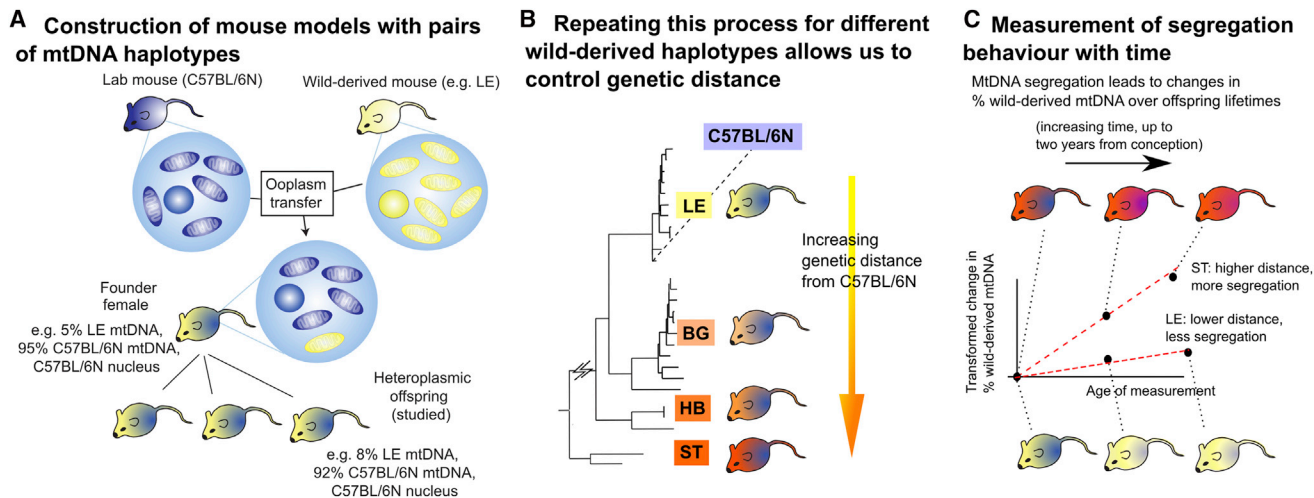 A Construction of mouse models with pairs
of mtDNA haplotypes
Lab mouse (C57BL/6N)
Wild-derived mouse (e.g. LE)
Ooplasm
transfer
Founder
female
e.g. 5% LE mtDNA,
95% C57BL/6N mtDNA,
C57BL/6N nucleus
Heteroplasmic
offspring
(studied)
e.g. 8% LE mtDNA,
92% C57BL/6N mtDNA,
C57BL/6N nucleus
B Repeating this process for different
wild-derived haplotypes allows us to
control genetic distance
C57BL/6N
LE
Increasing
genetic distance
from C57BL/6N
BG
HB
ST
C Measurement of segregation
behaviour with time
MtDNA segregation leads to changes in
% wild-derived mtDNA over offspring lifetimes
(increasing time, up to
two years from conception)
Transformed change in
% wild-derived mtDNA
ST: higher distance,
more segregation
LE: lower distance,
less segregation
Age of measurement